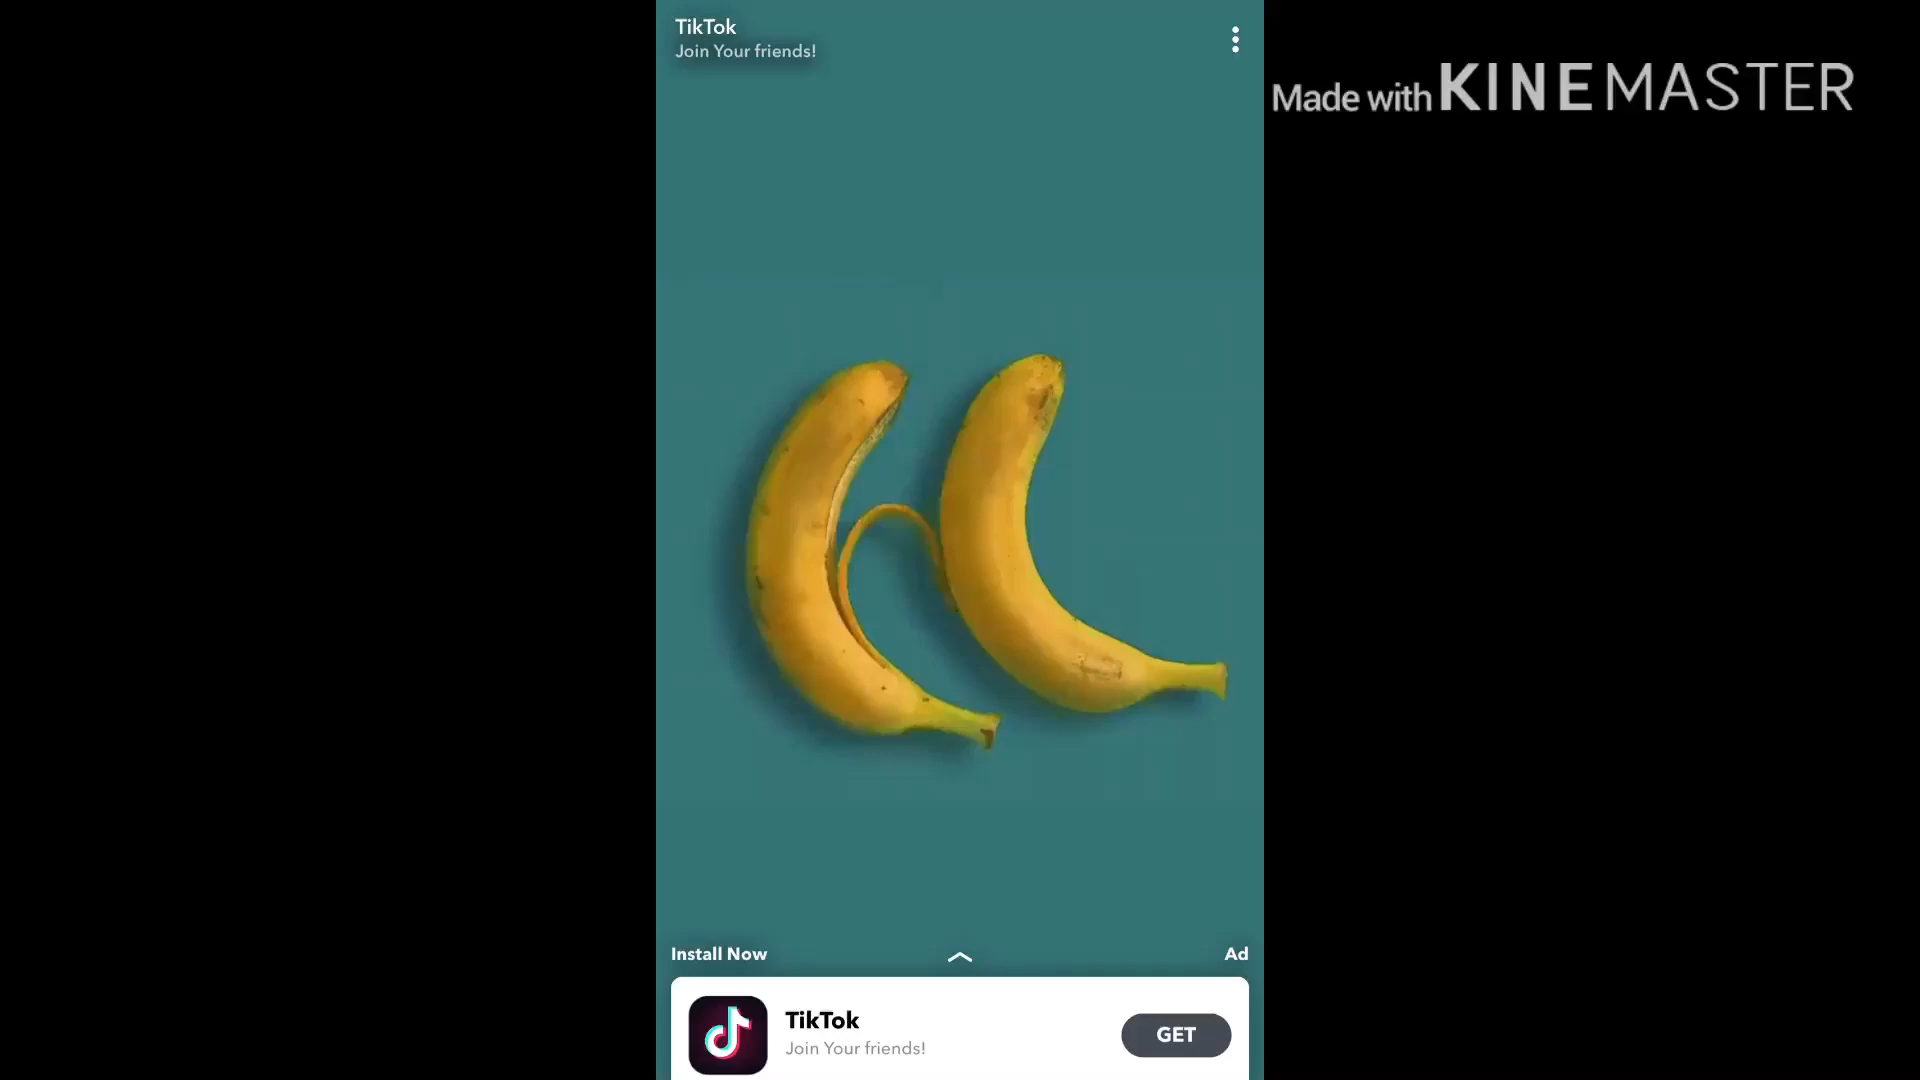 TikTok
Join Your friends!
Made with KINEMASTER
Install Now
Ad
TikTok
Join Your friends!
GET